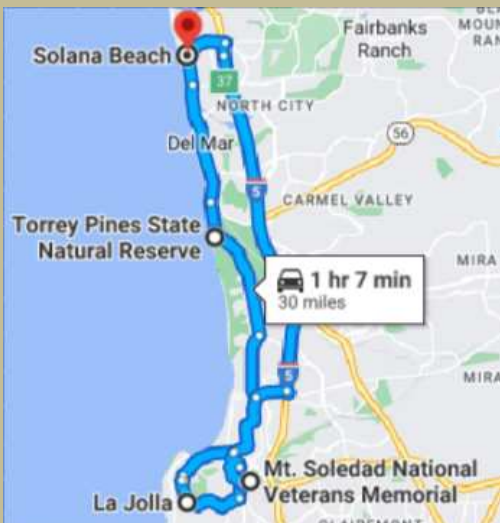 Fairbanks
Ranch
Solana Beach
37
NORTH CITY
56
Del Mar
5
CARMEL VALLEY
Torrey Pines State
Natural Reserve
1 hr 7 min
30 miles
MIRA
5
MIRA
Mt. Soledad National
Veterans Memorial
La Jolla